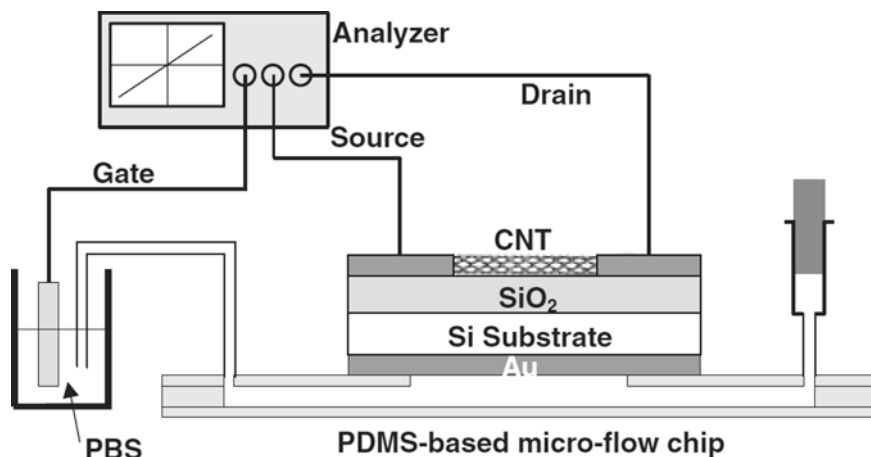 Analyzer
Drain
Source
Gate
CNT
SiO₂
Si Substrate
Au
PBS
PDMS-based micro-flow chip